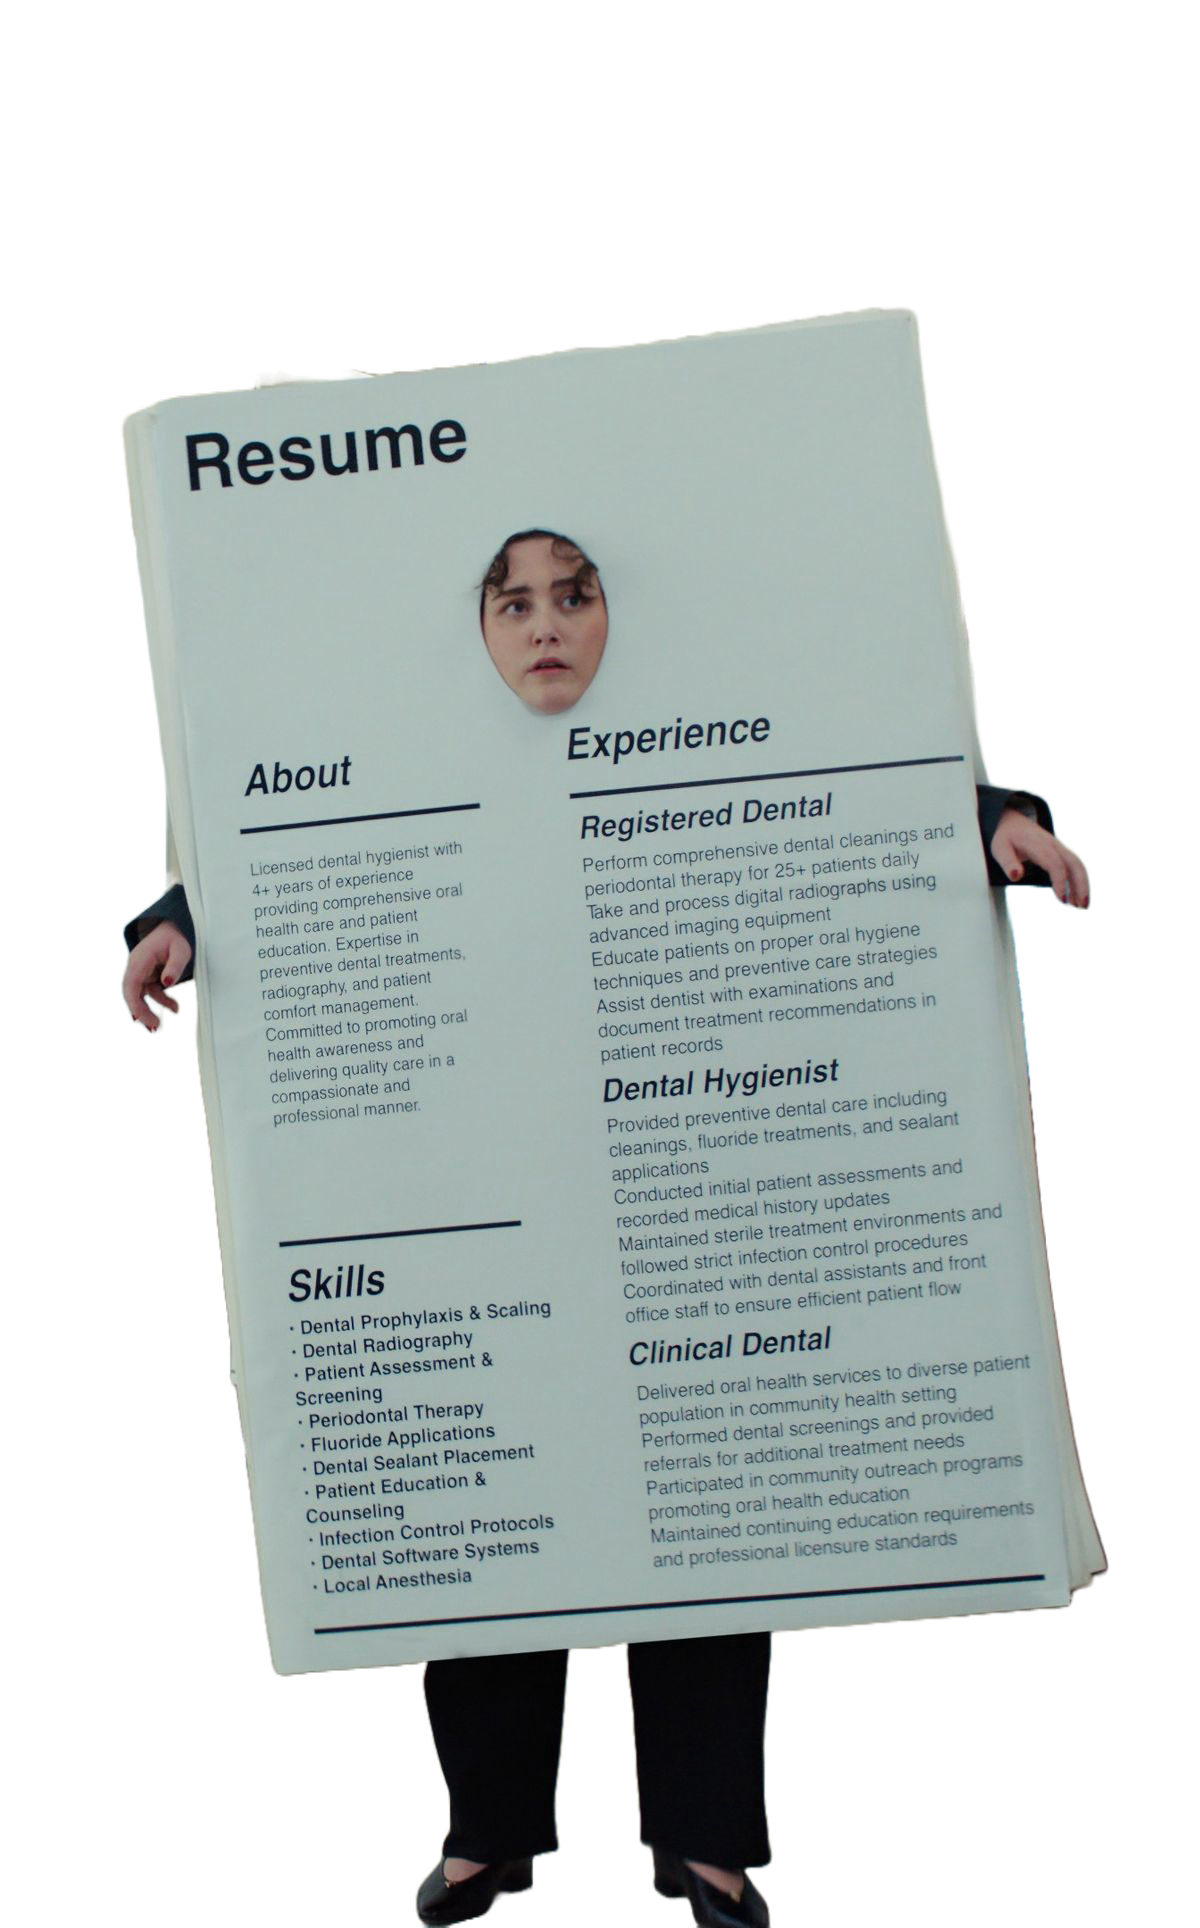 Resume
About
Licensed dental hygienist with
4+ years of experience
providing comprehensive oral
health care and patient
education. Expertise in
preventive dental treatments,
radiography, and patient
comfort management.
Committed to promoting oral
health awareness and
delivering quality care in a
compassionate and
professional manner.
Skills
· Dental Prophylaxis & Scaling
· Dental Radiography
· Patient Assessment &
Screening
· Periodontal Therapy
· Fluoride Applications
· Dental Sealant Placement
· Patient Education &
Counseling
· Infection Control Protocols
· Dental Software Systems
· Local Anesthesia
Experience
Registered Dental
Perform comprehensive dental cleanings and
periodontal therapy for 25+ patients daily
Take and process digital radiographs using
advanced imaging equipment
Educate patients on proper oral hygiene
techniques and preventive care strategies
Assist dentist with examinations and
document treatment recommendations in
patient records
Dental Hygienist
Provided preventive dental care including
cleanings, fluoride treatments, and sealant
applications
Conducted initial patient assessments and
recorded medical history updates
Maintained sterile treatment environments and
followed strict infection control procedures
Coordinated with dental assistants and front
office staff to ensure efficient patient flow
Clinical Dental
Delivered oral health services to diverse patient
population in community health setting
Performed dental screenings and provided
referrals for additional treatment needs
Participated in community outreach programs
promoting oral health education
Maintained continuing education requirements
and professional licensure standards